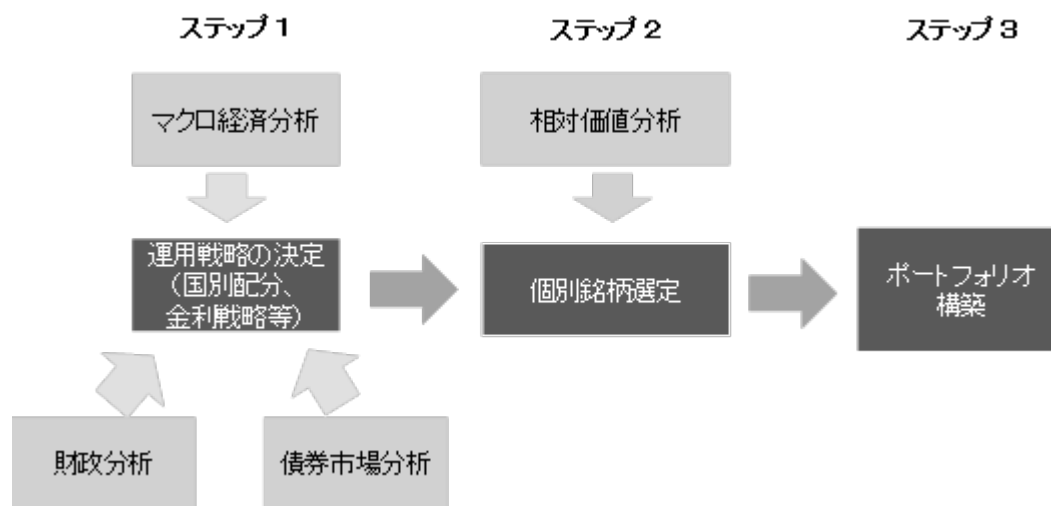 ステップ１
ステップ２
ステップ３
マクロ経済分析
相対価値分析
運用戦略の決定
（国別配分、
金利戦略等）
個別銘柄選定
ポートフォリオ
構築
財政分析
債券市場分析